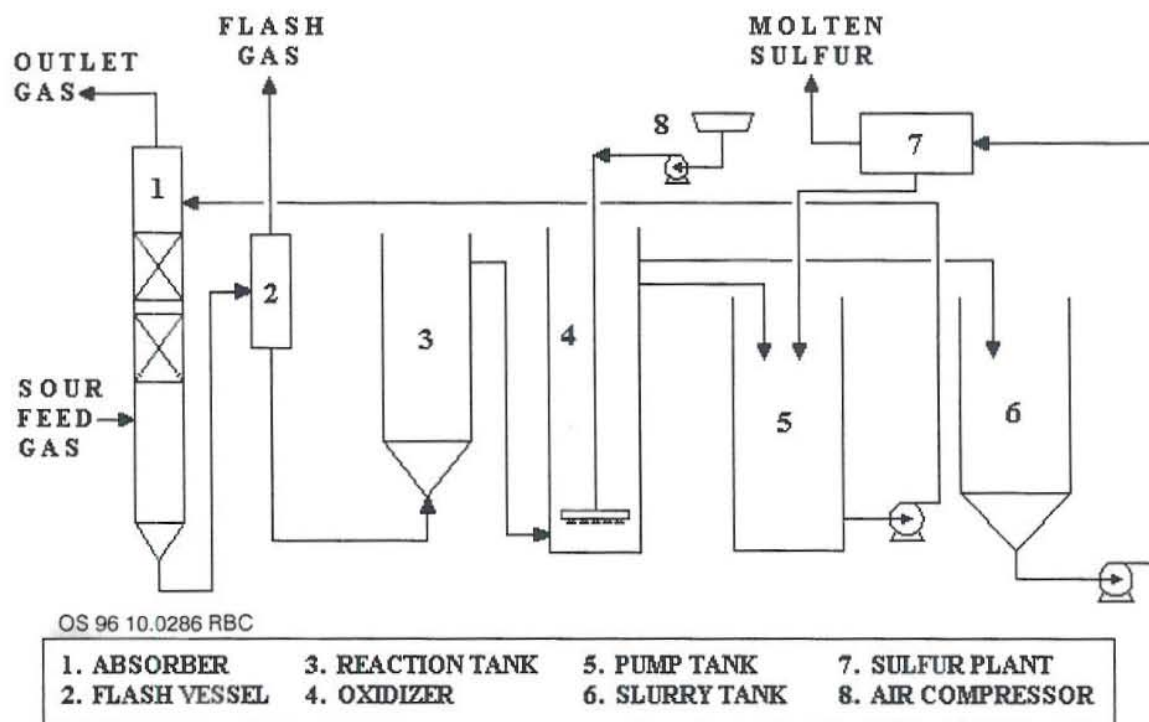 FLASH
GAS
MOLTEN
SULFUR
OUTLET
GAS
8
7
1
2
3
4
5
6
SOUR
FEED
GAS
OS 96 10.0286 RBC
1. ABSORBER 3. REACTION TANK 5. PUMP TANK 7. SULFUR PLANT
2. FLASH VESSEL 4. OXIDIZER 6. SLURRY TANK 8. AIR COMPRESSOR